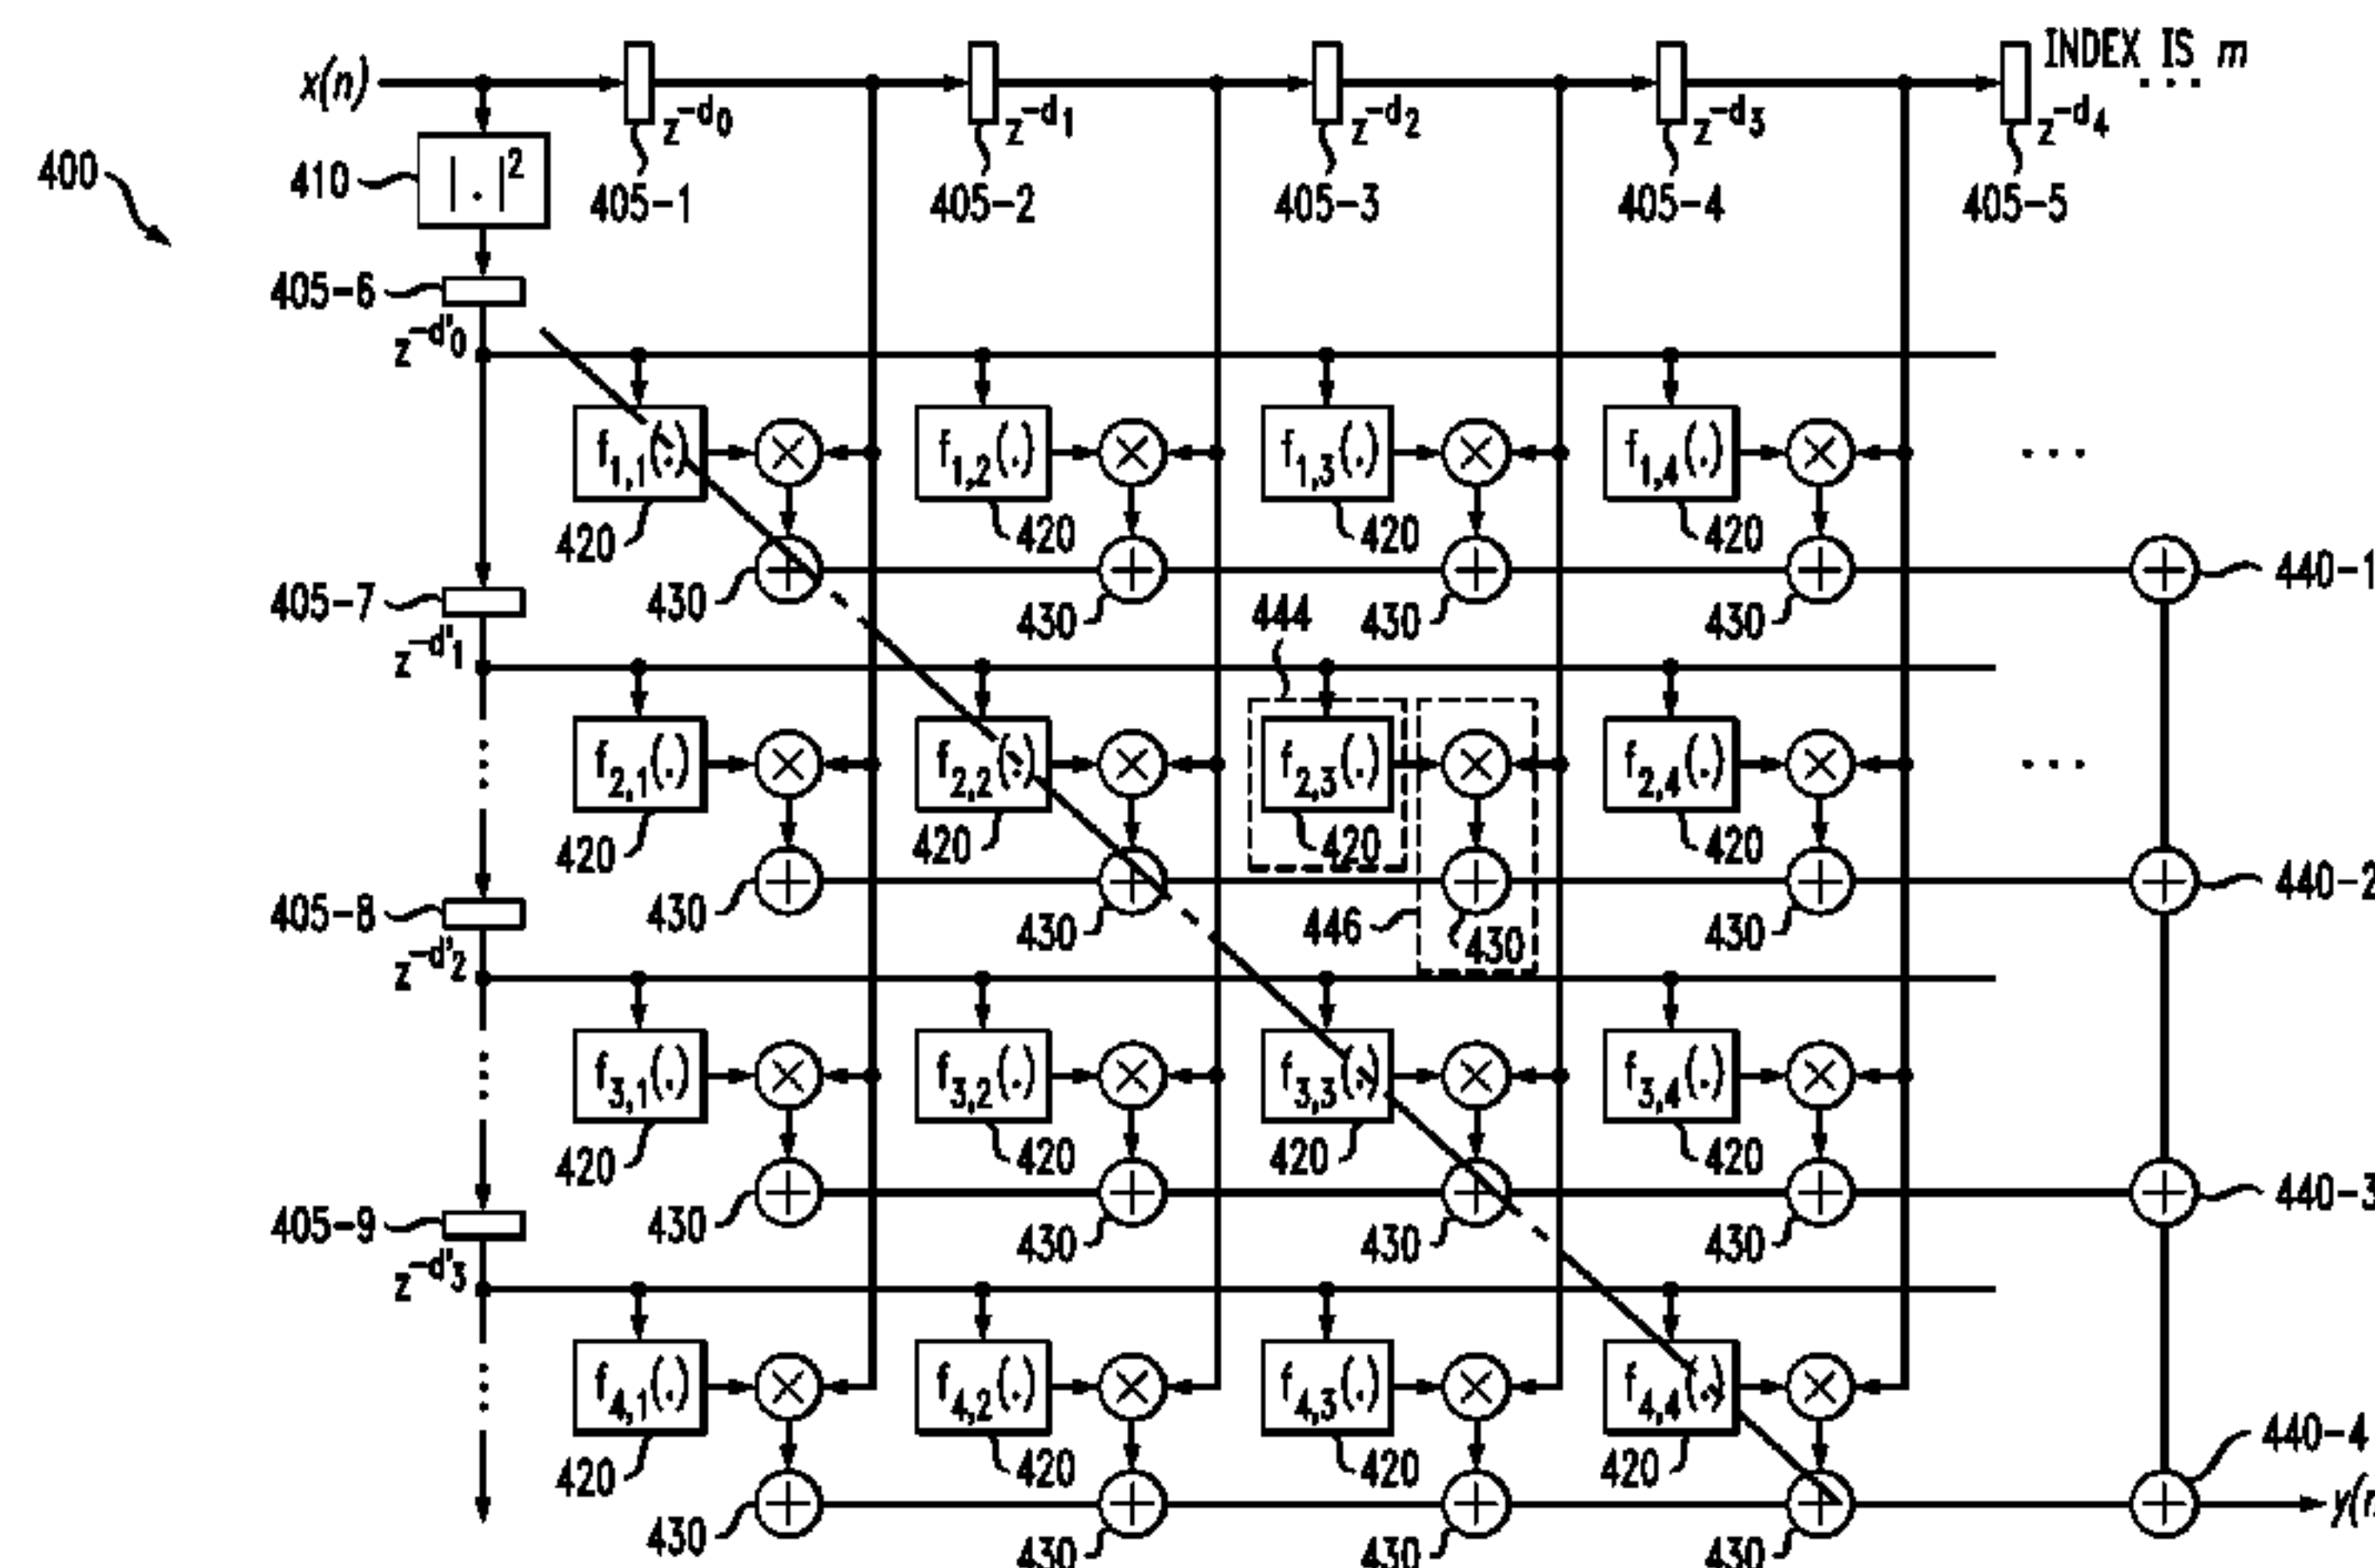 x(n) INDEX IS m ...
z^-d0 z^-d1 z^-d2 z^-d3 z^-d4
400 410 |.|² 405-1 405-2 405-3 405-4 405-5
405-6
z^-d'0
f1,1(.) × f1,2(.) × f1,3(.) × f1,4(.) × ...
420 420 420 420
+ + + + + 440-1
405-7 430 430 430 430
444
z^-d'1
f2,1(.) × f2,2(.) × f2,3(.) × f2,4(.) × ...
420 420 420 420
+ + + + + 440-2
405-8 430 430 446 430 430
z^-d'2
f3,1(.) × f3,2(.) × f3,3(.) × f3,4(.) ×
420 420 420 420
+ + + + + 440-3
405-9 430 430 430 430
z^-d'3
f4,1(.) × f4,2(.) × f4,3(.) × f4,4(.) ×
420 420 420 420
440-4
+ + + + + y(n
430 430 430 430